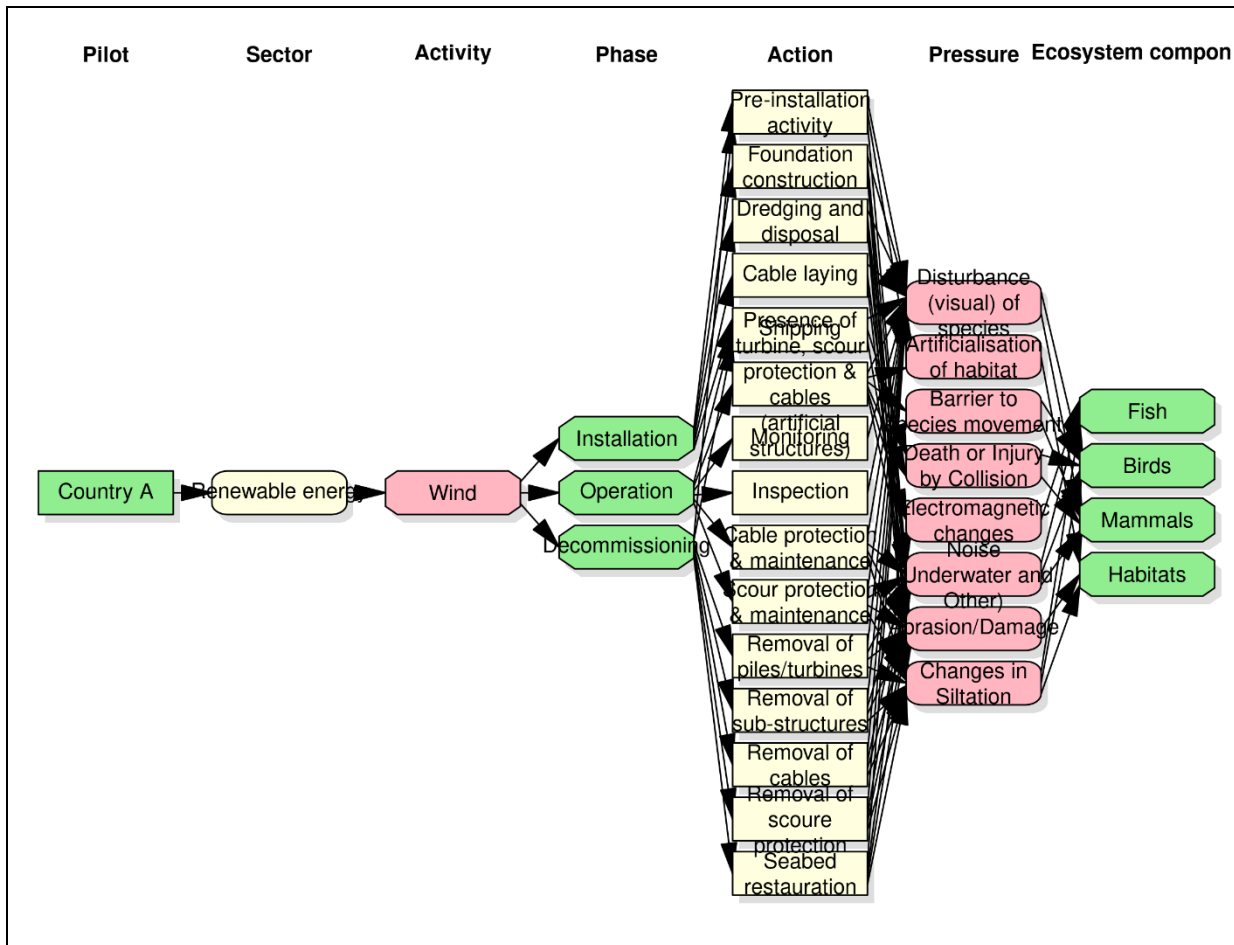 Pilot
Sector
Activity
Phase
Action
Pressure
Ecosystem compon
Country A
Renewable energy
Wind
Installation
Operation
Decommissioning
Pre-installation
activity
Foundation
construction
Dredging and
disposal
Cable laying
Shipping
Presence of
turbine, scour
protection &
cables
(artificial
structures)
Monitoring
Inspection
Cable protection
& maintenance
Scour protection
& maintenance
Removal of
piles/turbines
Removal of
sub-structures
Removal of
cables
Removal of
scoure
protection
Seabed
restauration
Disturbance
(visual) of
species
Artificialisation
of habitat
Barrier to
species movement
Death or Injury
by Collision
Electromagnetic
changes
Noise
(Underwater and
Other)
Abrasion/Damage
Changes in
Siltation
Fish
Birds
Mammals
Habitats